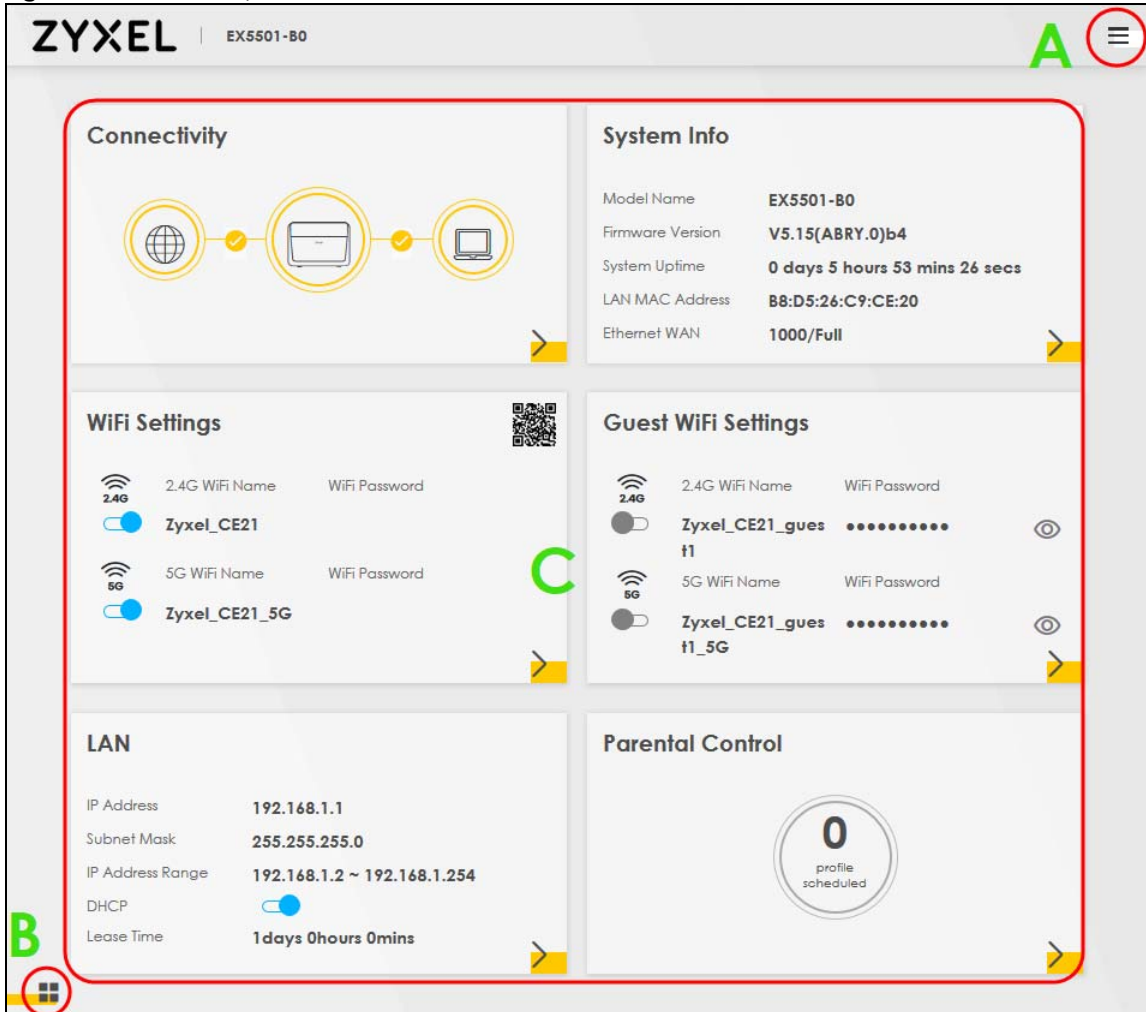 ZYXEL EX5501-B0
A
Connectivity
System Info
Model Name EX5501-B0
Firmware Version V5.15(ABRY.0)b4
System Uptime 0 days 5 hours 53 mins 26 secs
LAN MAC Address B8:D5:26:C9:CE:20
Ethernet WAN 1000/Full
WiFi Settings
2.4G
2.4G WiFi Name WiFi Password
Zyxel_CE21
5G
5G WiFi Name WiFi Password
Zyxel_CE21_5G
C
Guest WiFi Settings
2.4G
2.4G WiFi Name WiFi Password
Zyxel_CE21_gues ••••••••••
t1
5G
5G WiFi Name WiFi Password
Zyxel_CE21_gues ••••••••••
t1_5G
LAN
IP Address 192.168.1.1
Subnet Mask 255.255.255.0
IP Address Range 192.168.1.2 ~ 192.168.1.254
DHCP
Lease Time 1days 0hours 0mins
Parental Control
0
profile
scheduled
B